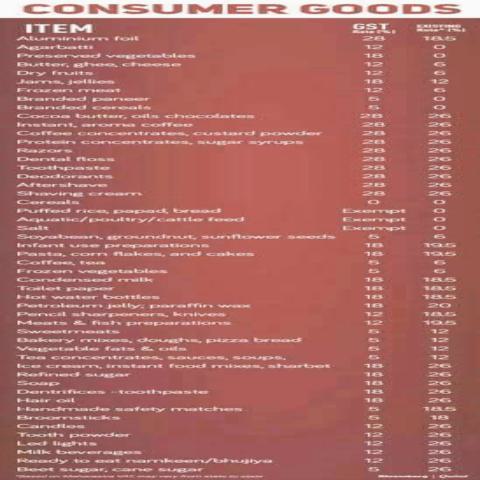 CONSUMER GOODS
ITEM GST Rate (%) EXISTING Rate* (%)
Aluminium foil 28 18.5
Agarbatti 12 0
Preserved vegetables 18 0
Butter, ghee, cheese 12 6
Dry fruits 12 6
Jams, jellies 18 12
Frozen meat 12 6
Branded paneer 5 0
Branded cereals 5 0
Cocoa butter, oils chocolates 28 26
Instant, aroma coffee 28 26
Coffee concentrates, custard powder 28 26
Protein concentrates, sugar syrups 28 26
Razors 28 26
Dental floss 28 26
Toothpaste 28 26
Deodorants 28 26
Aftershave 28 26
Shaving cream 28 26
Cereals 0 0
Puffed rice, papad, bread Exempt 0
Aquatic/poultry/cattle feed Exempt 0
Salt Exempt 0
Soyabean, groundnut, sunflower seeds 5 6
Infant use preparations 18 19.5
Pasta, corn flakes, and cakes 18 19.5
Coffee, tea 5 6
Frozen vegetables 5 6
Condensed milk 18 18.5
Toilet paper 18 18.5
Hot water bottles 18 18.5
Petroleum jelly; paraffin wax 18 20
Pencil sharpeners, knives 12 18.5
Meats & fish preparations 12 19.5
Sweetmeats 5 12
Bakery mixes, doughs, pizza bread 5 12
Vegetable fats & oils 5 12
Tea concentrates, sauces, soups, 5 12
Ice cream, instant food mixes, sharbet 18 26
Refined sugar 18 26
Soap 18 26
Dentifrices -toothpaste 18 26
Hair oil 18 26
Handmade safety matches 5 18.5
Broomsticks 5 18
Candles 12 26
Tooth powder 12 26
Led lights 12 26
Milk beverages 12 26
Ready to eat namkeen/bhujiya 12 26
Beet sugar, cane sugar 5 26
*Based on Maharashtra VAT; may vary from state to state Bloomberg | Quint